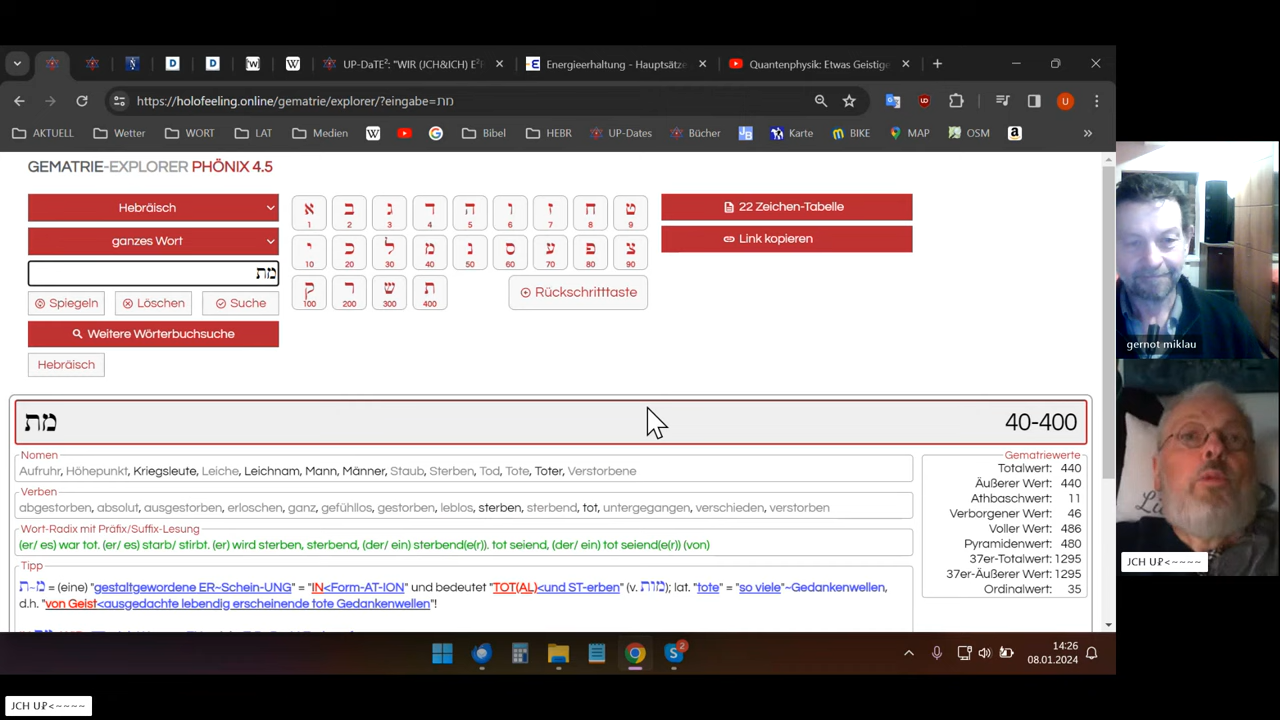 UP-DaTE²: "WIR (JCH&ICH) E²
Energieerhaltung - Hauptsätze
Quantenphysik: Etwas Geistige
https://holofeeling.online/gematrie/explorer/?eingabe=מת
AKTUELL Wetter WORT LAT Medien Bibel HEBR UP-Dates Bücher Karte BIKE MAP OSM
GEMATRIE-EXPLORER PHÖNIX 4.5
Hebräisch
ganzes Wort
מת
Spiegeln Löschen Suche
Weitere Wörterbuchsuche
Hebräisch
א ב ג ד ה ו ז ח ט
1 2 3 4 5 6 7 8 9
י כ ל מ נ ס ע פ צ
10 20 30 40 50 60 70 80 90
ק ר ש ת Rückschritttaste
100 200 300 400
22 Zeichen-Tabelle
Link kopieren
מת 40-400
Nomen
Aufruhr, Höhepunkt, Kriegsleute, Leiche, Leichnam, Mann, Männer, Staub, Sterben, Tod, Tote, Toter, Verstorbene
Verben
abgestorben, absolut, ausgestorben, erloschen, ganz, gefühllos, gestorben, leblos, sterben, sterbend, tot, untergegangen, verschieden, verstorben
Wort-Radix mit Präfix/Suffix-Lesung
(er/ es) war tot. (er/ es) starb/ stirbt. (er) wird sterben, sterbend, (der/ ein) sterbend(e(r)). tot seiend, (der/ ein) tot seiend(e(r)) (von)
Tipp
מ~ת = (eine) "gestaltgewordene ER~Schein-UNG" = "IN<Form-AT-ION" und bedeutet "TOT(AL)<und ST-erben" (v. מות); lat. "tote" = "so viele"~Gedankenwellen,
d.h. "von Geist<ausgedachte lebendig erscheinende tote Gedankenwellen"!
Gematriewerte
Totalwert: 440
Äußerer Wert: 440
Athbaschwert: 11
Verborgener Wert: 46
Voller Wert: 486
Pyramidenwert: 480
37er-Totalwert: 1295
37er-Äußerer Wert: 1295
Ordinalwert: 35
gernot miklau
JCH UP<~~~~
14:26
08.01.2024
JCH UP<~~~~